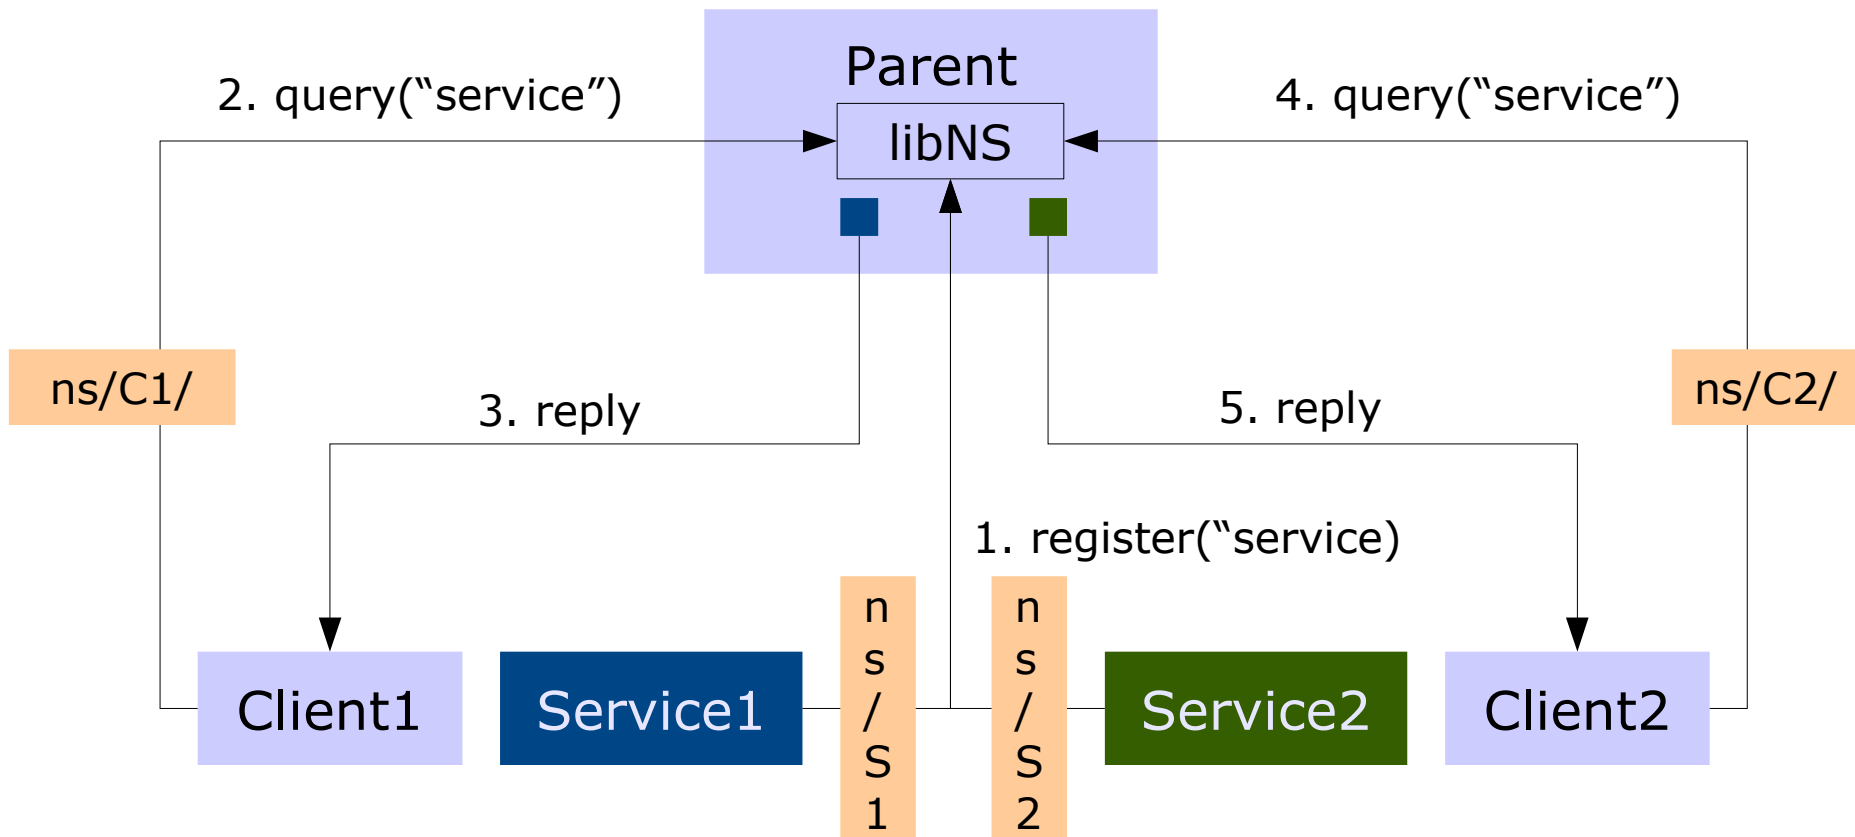 Parent
libNS
2. query(“service”)
4. query(“service”)
ns/C1/
ns/C2/
3. reply
5. reply
1. register(“service)
n
s
/
S
1
n
s
/
S
2
Client1
Service1
Service2
Client2